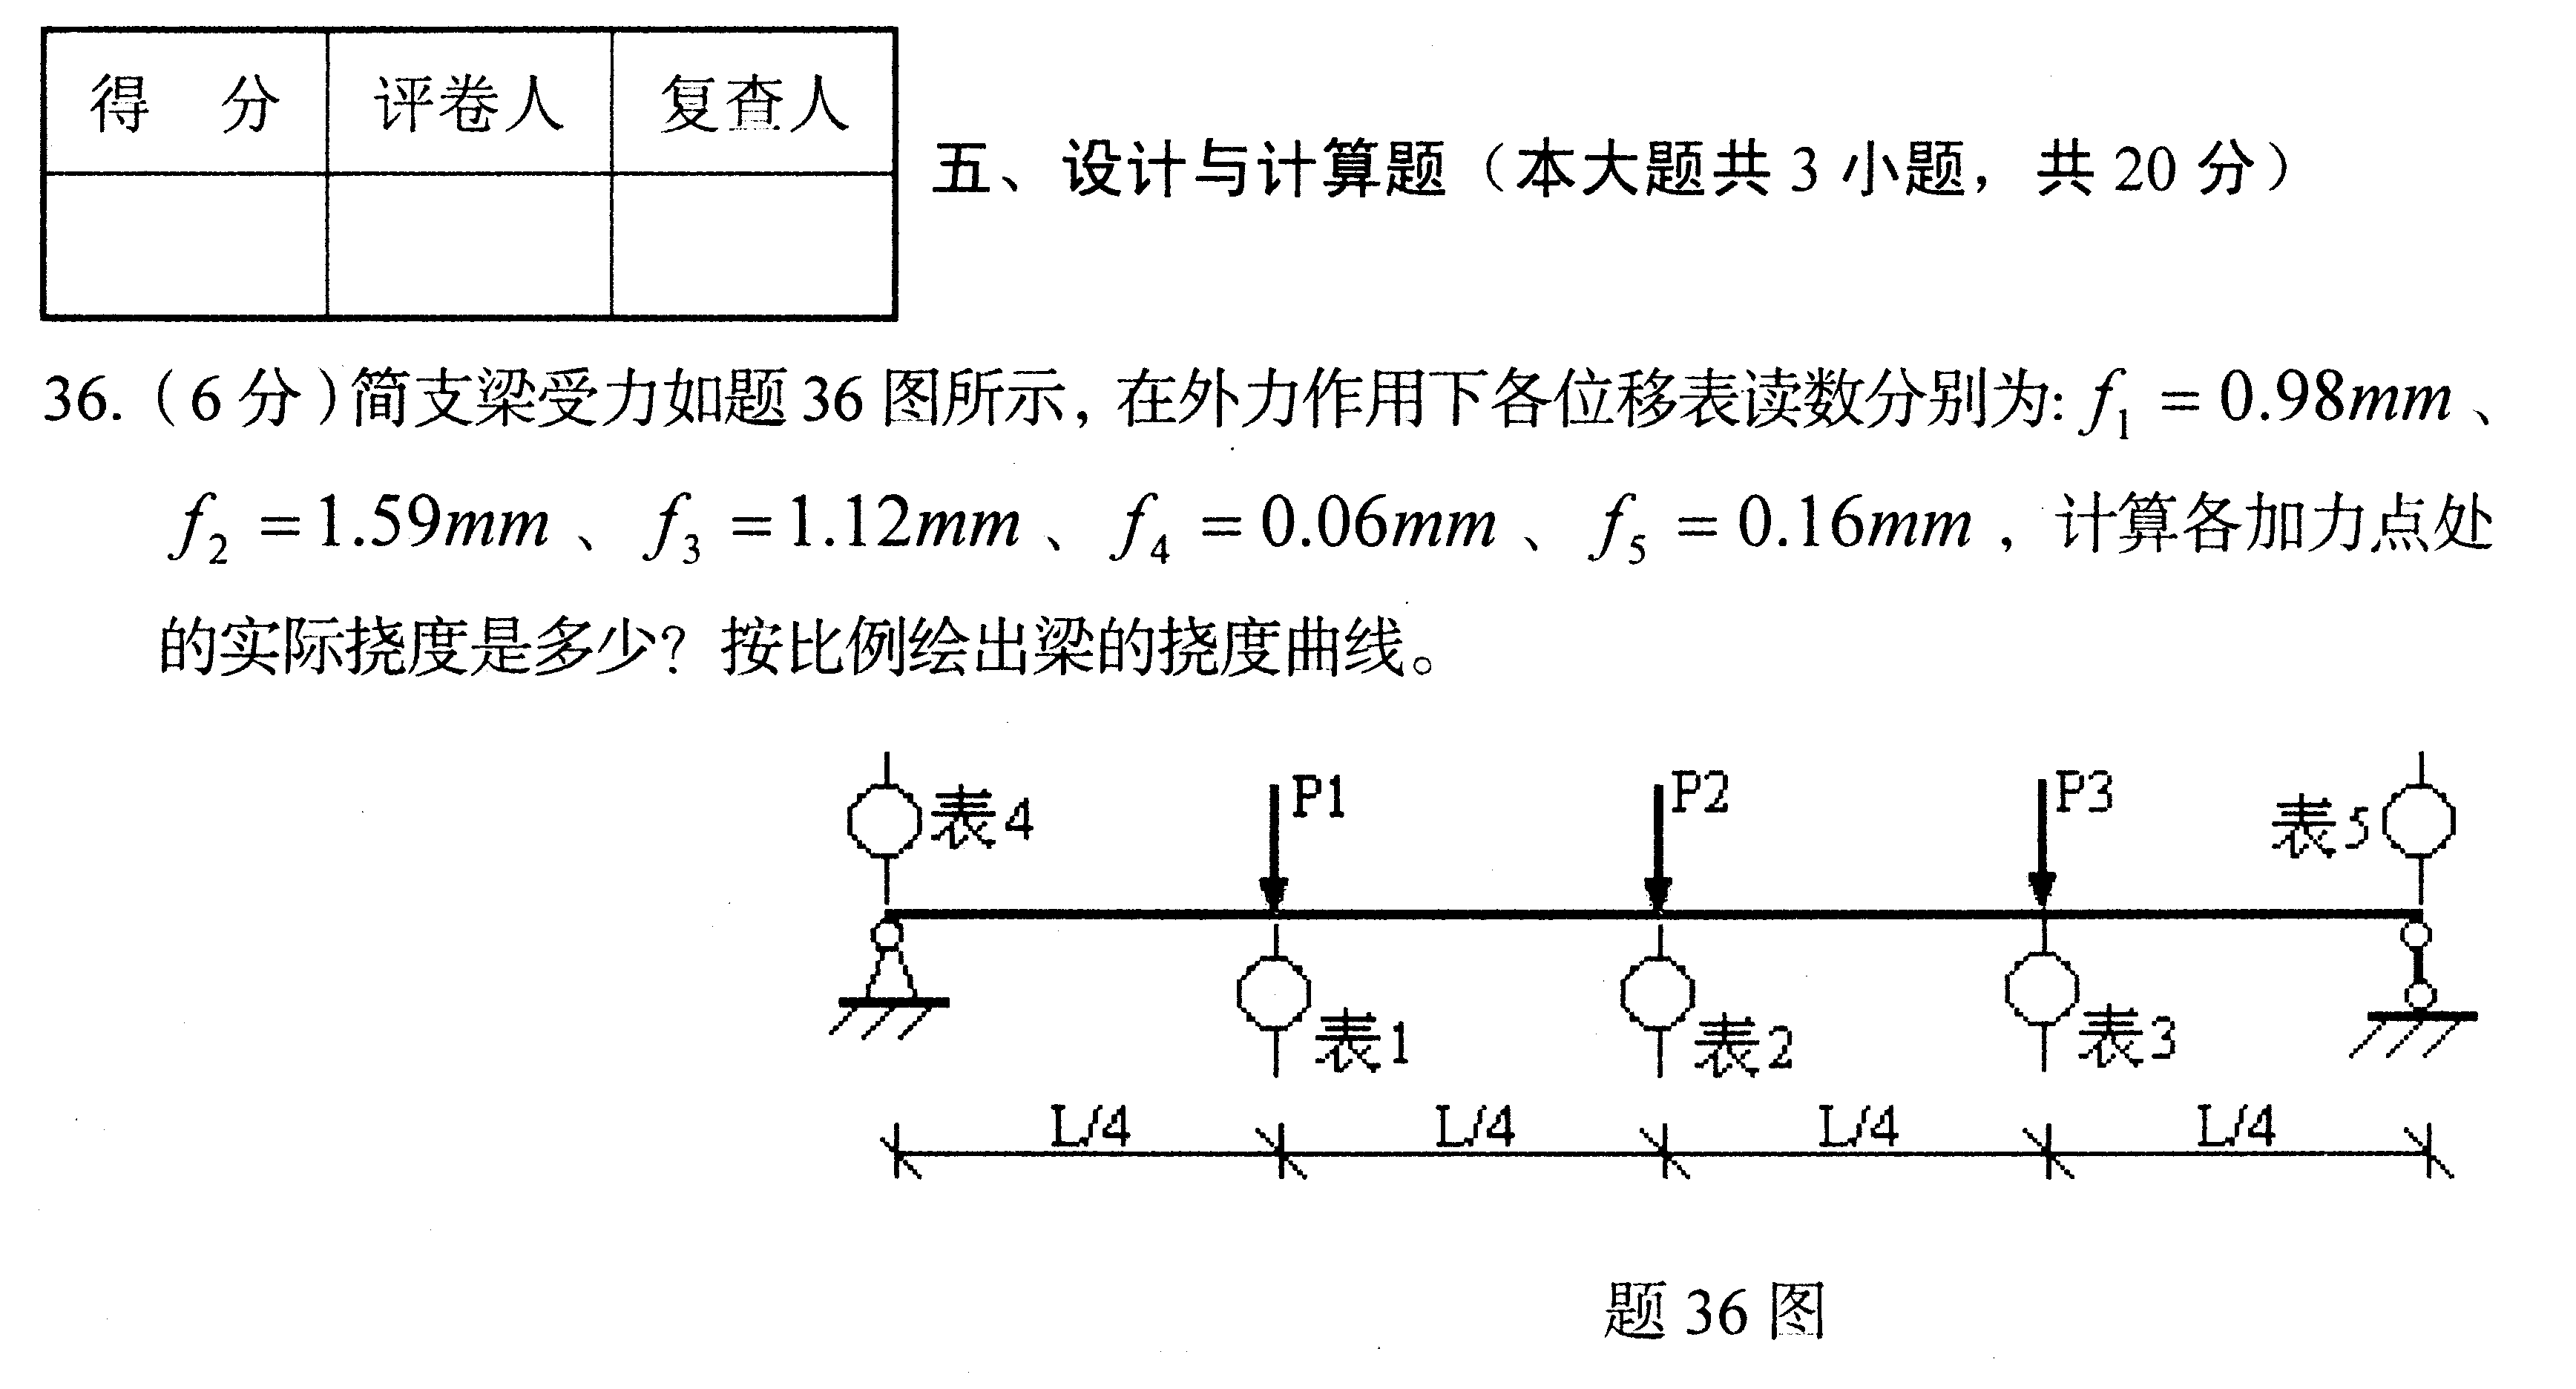 得 分 评卷人 复查人
五、设计与计算题（本大题共 3 小题，共 20 分）
36.（6 分）简支梁受力如题 36 图所示，在外力作用下各位移表读数分别为：f₁ = 0.98mm、
f₂ = 1.59mm、f₃ = 1.12mm、f₄ = 0.06mm、f₅ = 0.16mm，计算各加力点处
的实际挠度是多少？按比例绘出梁的挠度曲线。
表4 P1 P2 P3 表5
表1 表2 表3
L/4 L/4 L/4 L/4
题 36 图